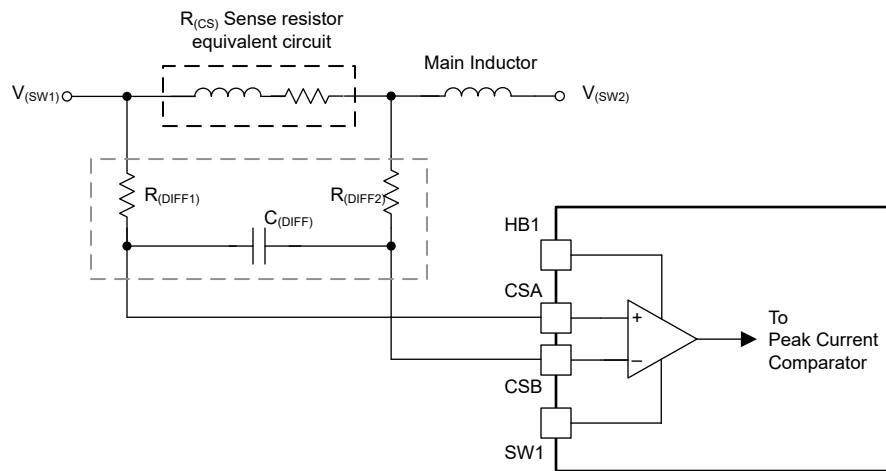 R(CS) Sense resistor
equivalent circuit
Main Inductor
V(SW1)
V(SW2)
R(DIFF1)
R(DIFF2)
C(DIFF)
HB1
CSA
+
To
Peak Current
Comparator
–
CSB
SW1